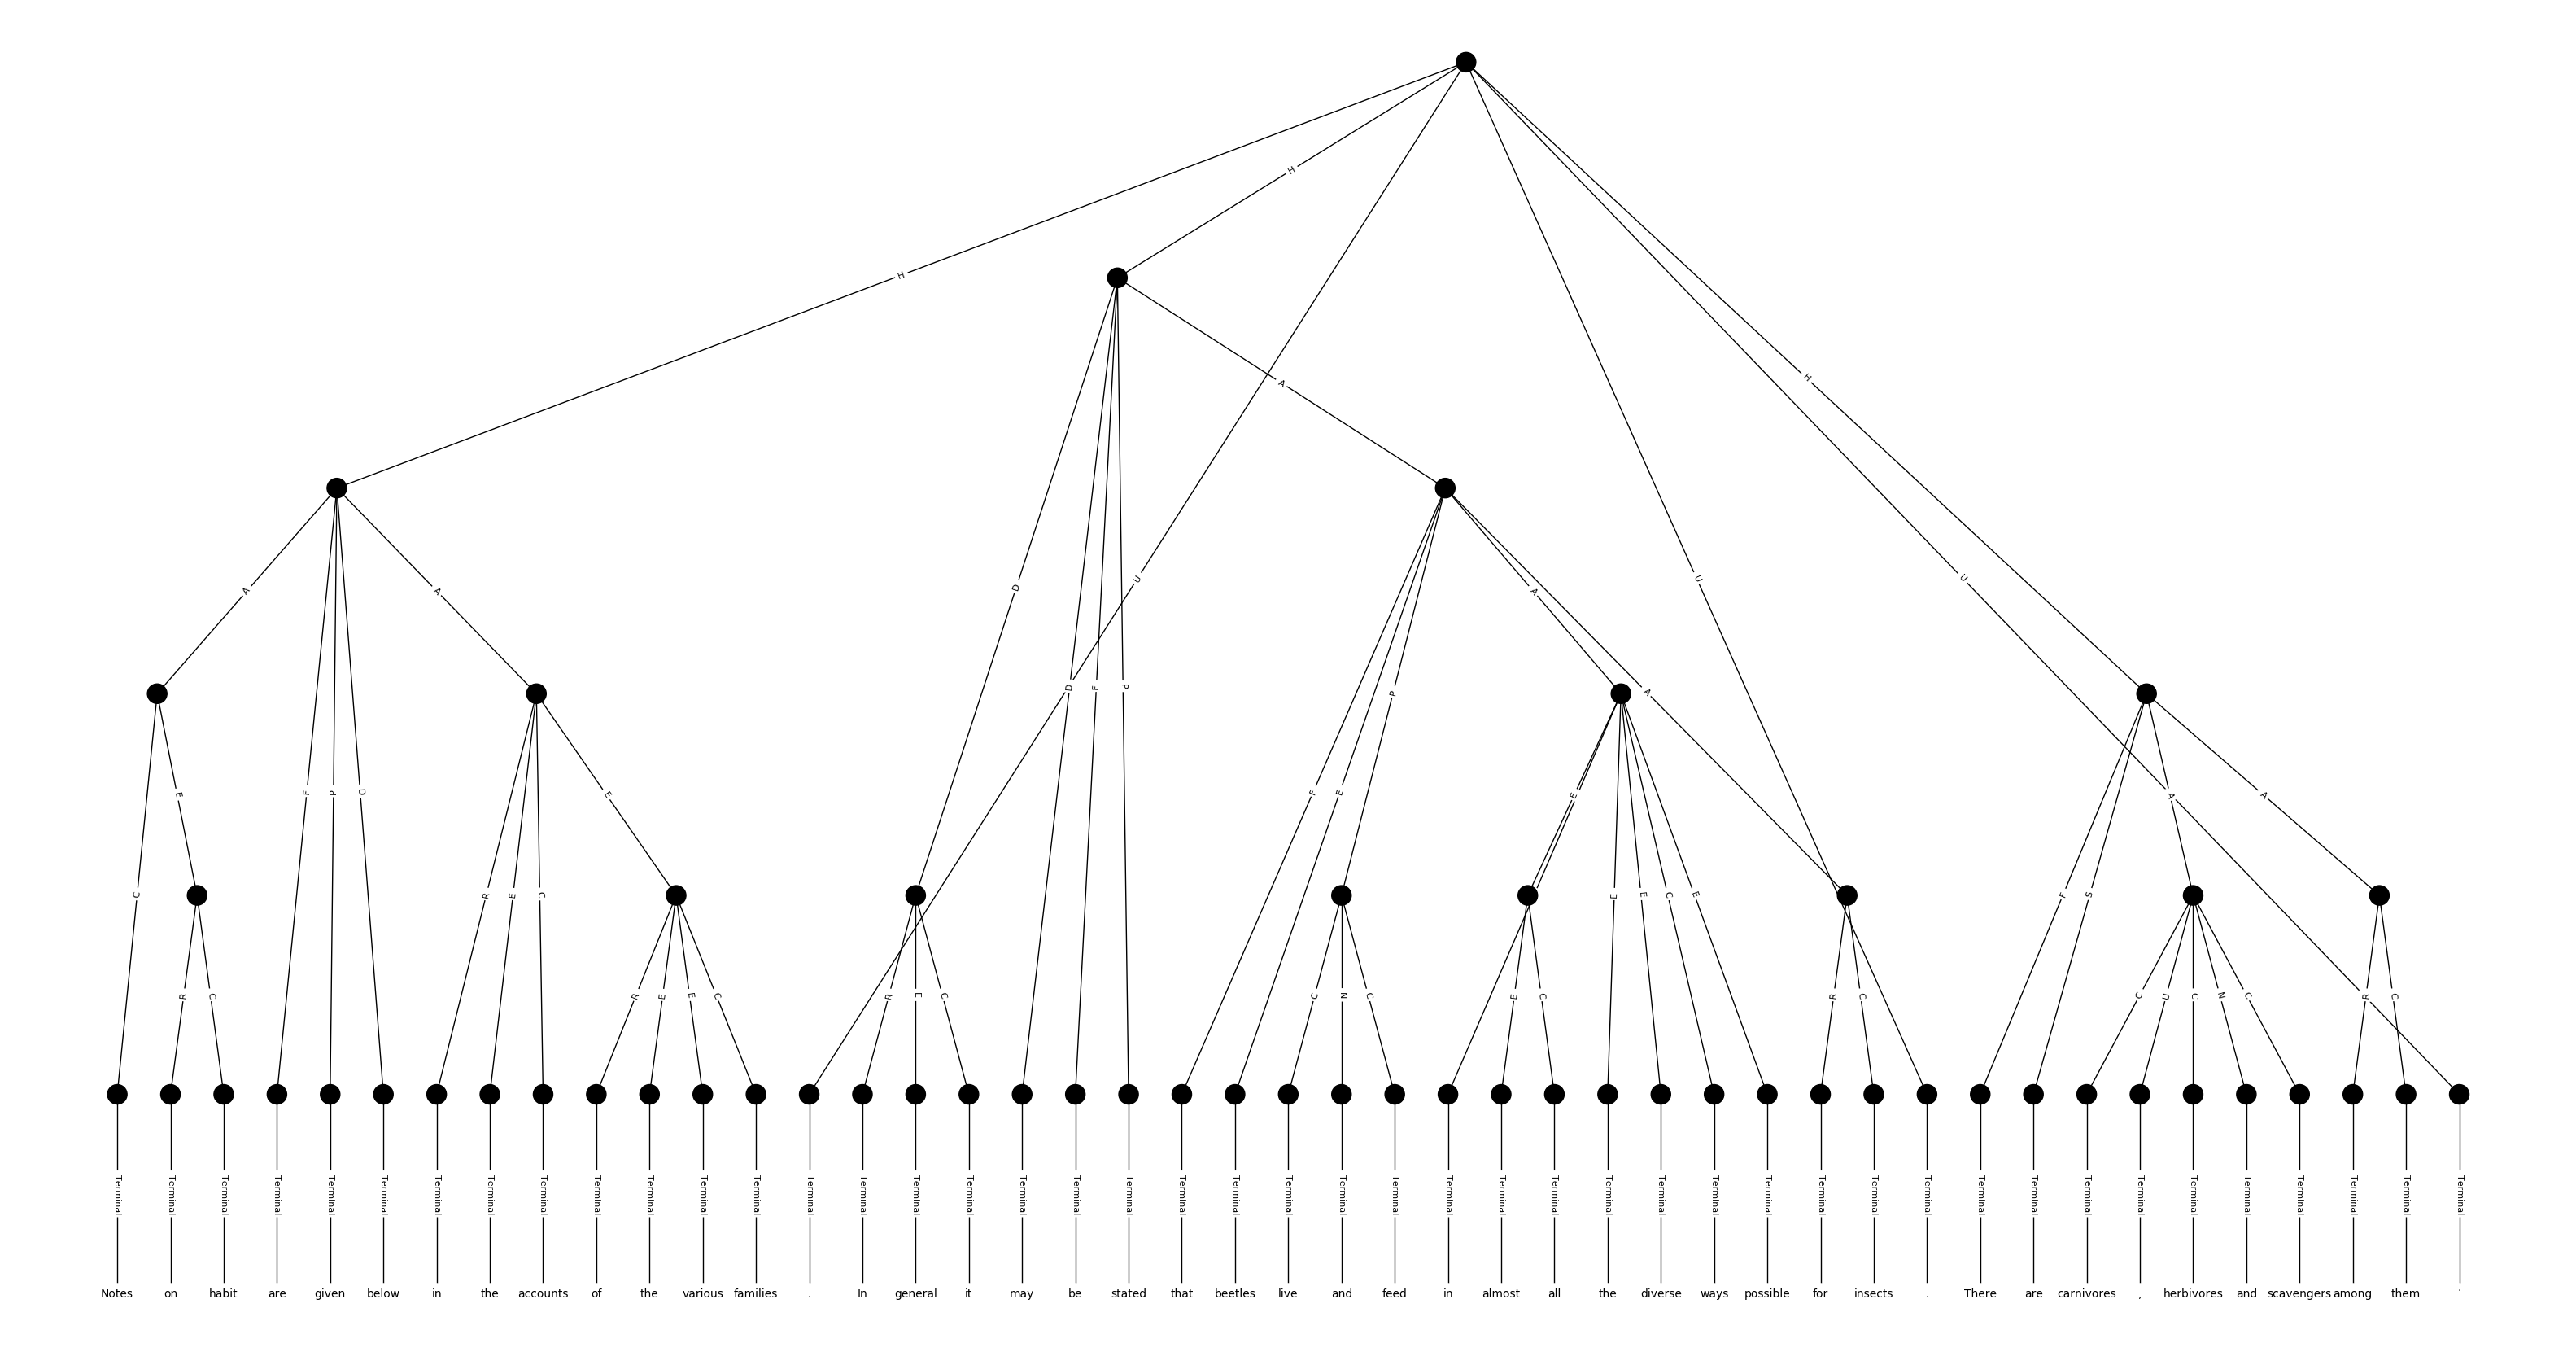 H
H
H
A
A
A
D
U
U
U
A
A
P
D
F
P
E
F
P
D
E
F
E
E
A
A
C
R
E
C
E
E
C
E
F
S
R
C
R
E
E
C
R
E
C
C
N
C
E
C
R
C
C
U
C
N
C
R
C
Terminal Terminal Terminal Terminal Terminal Terminal Terminal Terminal Terminal Terminal Terminal Terminal Terminal Terminal Terminal Terminal Terminal Terminal Terminal Terminal Terminal Terminal Terminal Terminal Terminal Terminal Terminal Terminal Terminal Terminal Terminal Terminal Terminal Terminal Terminal Terminal Terminal Terminal Terminal Terminal Terminal Terminal Terminal Terminal Terminal
Notes on habit are given below in the accounts of the various families . In general it may be stated that beetles live and feed in almost all the diverse ways possible for insects . There are carnivores , herbivores and scavengers among them .